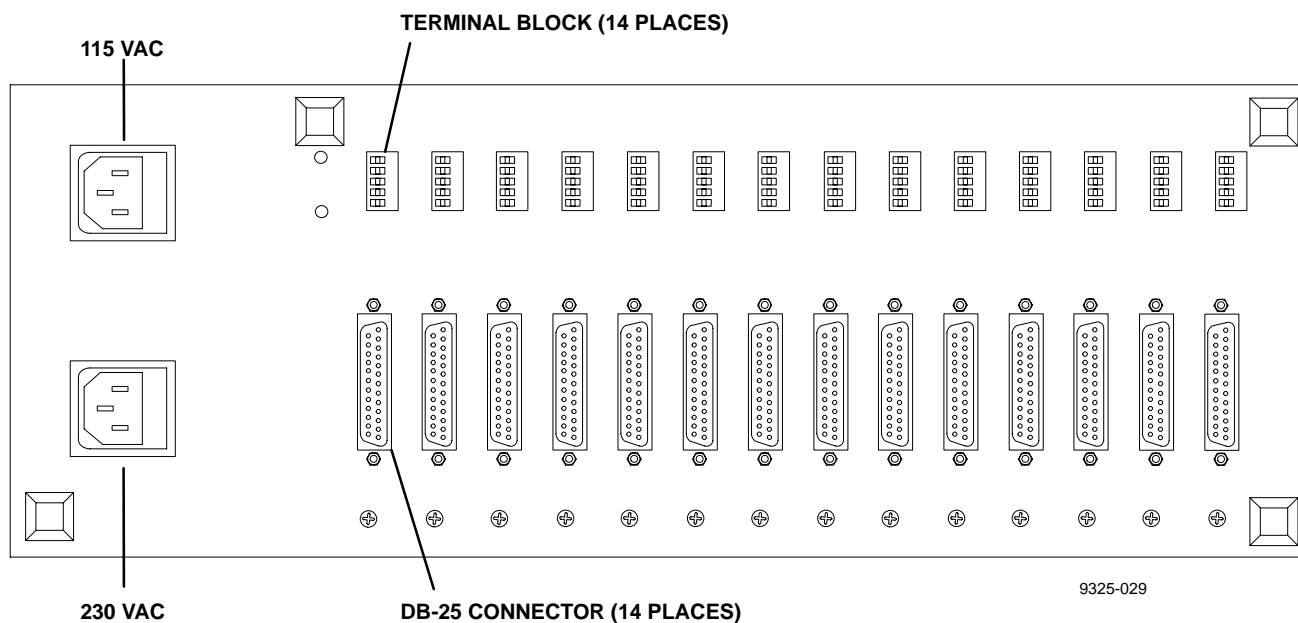 TERMINAL BLOCK (14 PLACES)
115 VAC
9325-029
230 VAC
DB-25 CONNECTOR (14 PLACES)